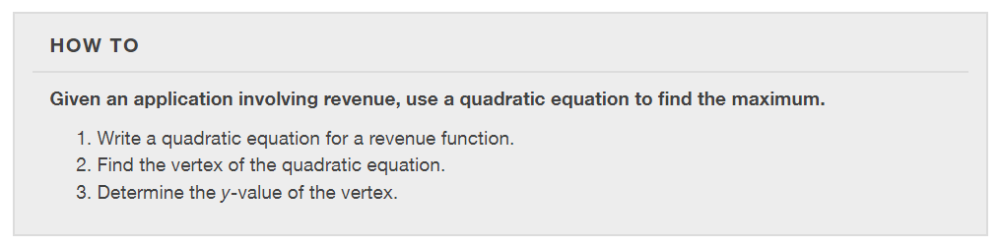 HOW TO
Given an application involving revenue, use a quadratic equation to find the maximum.
1. Write a quadratic equation for a revenue function.
2. Find the vertex of the quadratic equation.
3. Determine the y-value of the vertex.